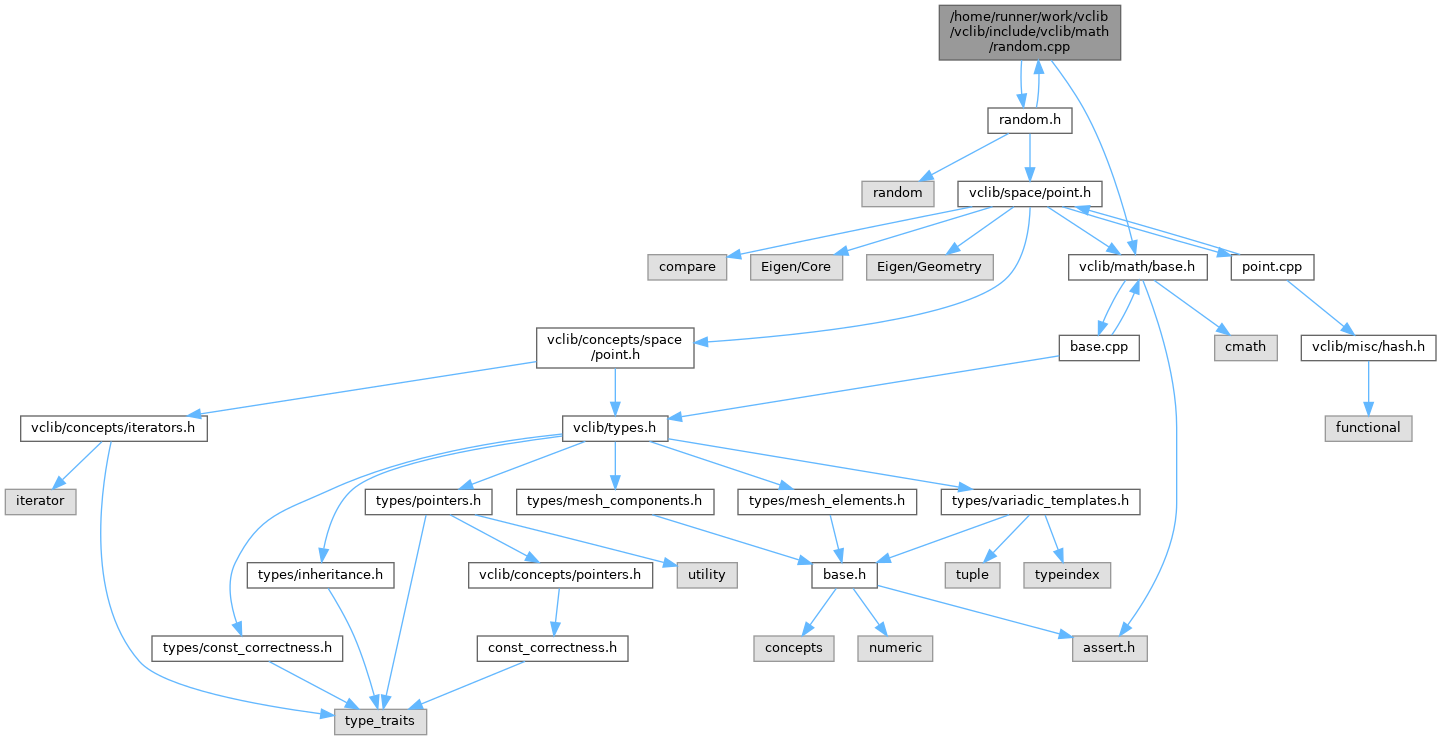 /home/runner/work/vclib
/vclib/include/vclib/math
/random.cpp
random.h
random
vclib/space/point.h
compare
Eigen/Core
Eigen/Geometry
vclib/math/base.h
point.cpp
vclib/concepts/space
/point.h
base.cpp
cmath
vclib/misc/hash.h
vclib/concepts/iterators.h
vclib/types.h
functional
iterator
types/pointers.h
types/mesh_components.h
types/mesh_elements.h
types/variadic_templates.h
types/inheritance.h
vclib/concepts/pointers.h
utility
base.h
tuple
typeindex
types/const_correctness.h
const_correctness.h
concepts
numeric
assert.h
type_traits